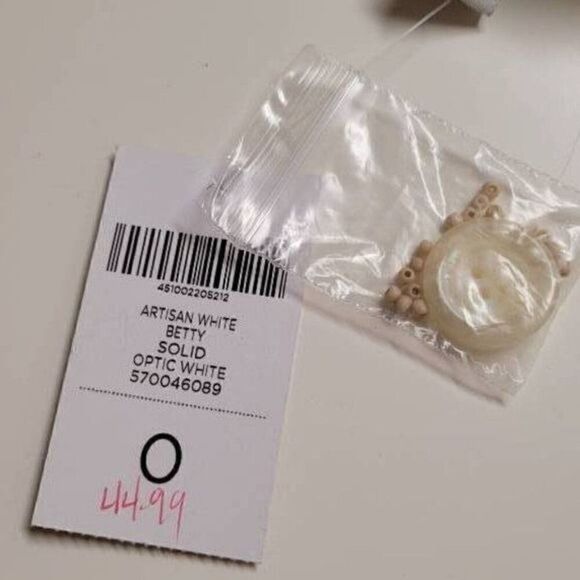 451002205212
ARTISAN WHITE
BETTY
SOLID
OPTIC WHITE
570046089
0
44.99